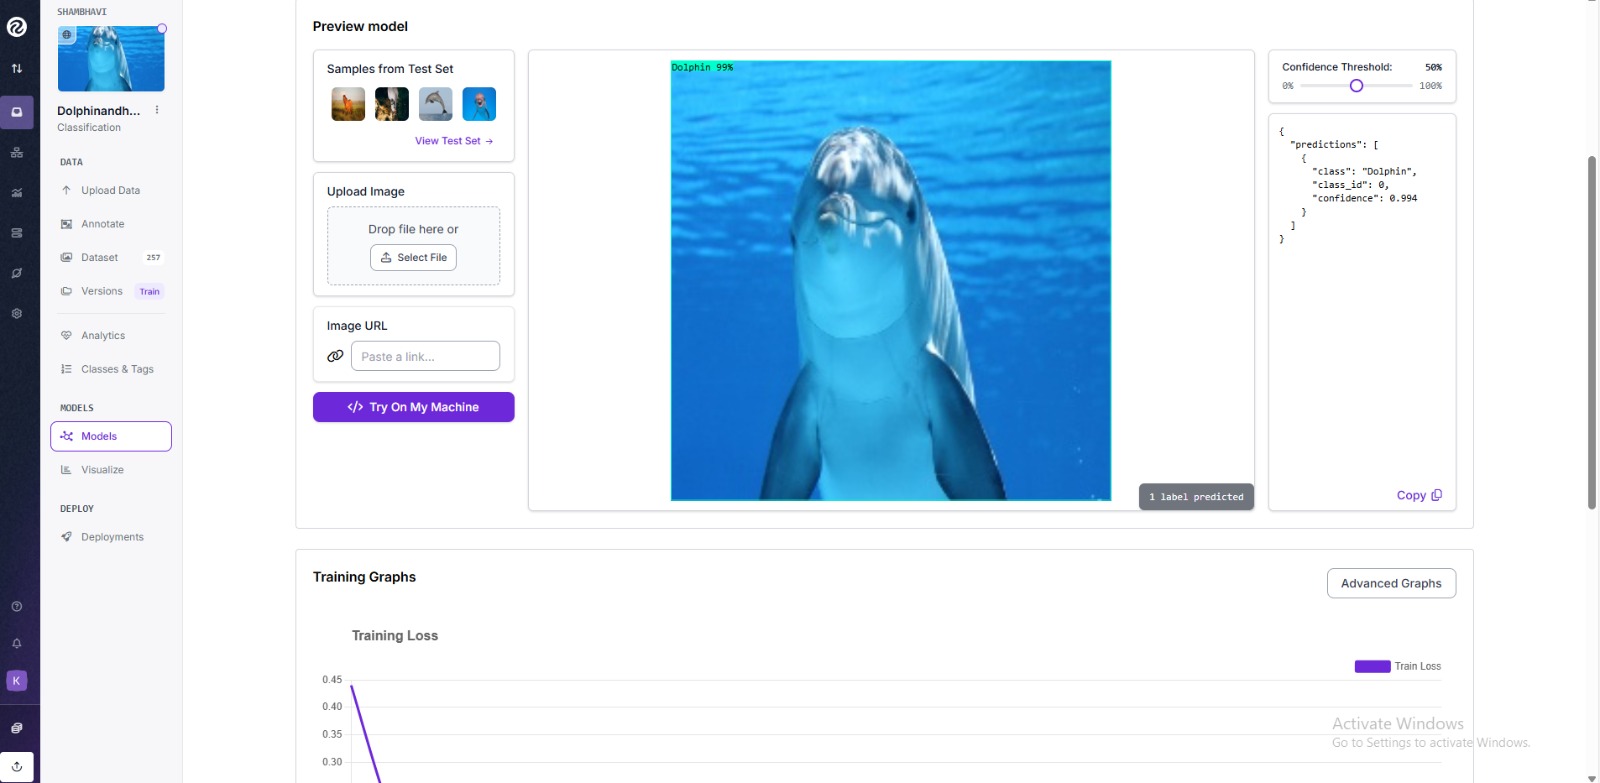 SHAMBHAVI
Dolphinandh...
Classification
DATA
Upload Data
Annotate
Dataset 257
Versions Train
Analytics
Classes & Tags
MODELS
Models
Visualize
DEPLOY
Deployments
K
Preview model
Samples from Test Set
View Test Set →
Upload Image
Drop file here or
Select File
Image URL
Paste a link...
</> Try On My Machine
Dolphin 99%
1 label predicted
Confidence Threshold: 50%
0% 100%
{
"predictions": [
{
"class": "Dolphin",
"class_id": 0,
"confidence": 0.994
}
]
}
Copy
Training Graphs
Advanced Graphs
Training Loss
Train Loss
0.45
0.40
0.35
0.30
Activate Windows
Go to Settings to activate Windows.